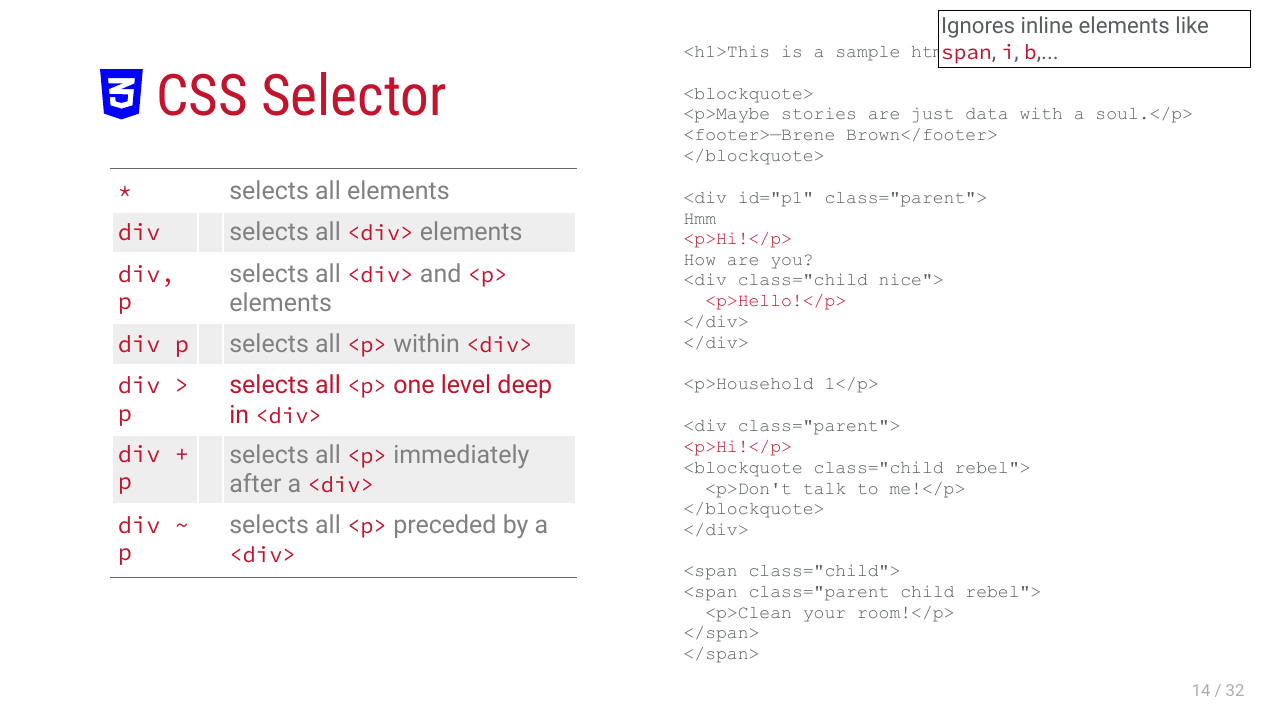 CSS Selector
* selects all elements
div selects all <div> elements
div, selects all <div> and <p>
p elements
div p selects all <p> within <div>
div > selects all <p> one level deep
p in <div>
div + selects all <p> immediately
p after a <div>
div ~ selects all <p> preceded by a
p <div>
Ignores inline elements like
span, i, b,...
<h1>This is a sample
<blockquote>
<p>Maybe stories are just data with a soul.</p>
<footer>—Brene Brown</footer>
</blockquote>
<div id="p1" class="parent">
Hmm
<p>Hi!</p>
How are you?
<div class="child nice">
<p>Hello!</p>
</div>
</div>
<p>Household 1</p>
<div class="parent">
<p>Hi!</p>
<blockquote class="child rebel">
<p>Don't talk to me!</p>
</blockquote>
</div>
<span class="child">
<span class="parent child rebel">
<p>Clean your room!</p>
</span>
</span>
14 / 32